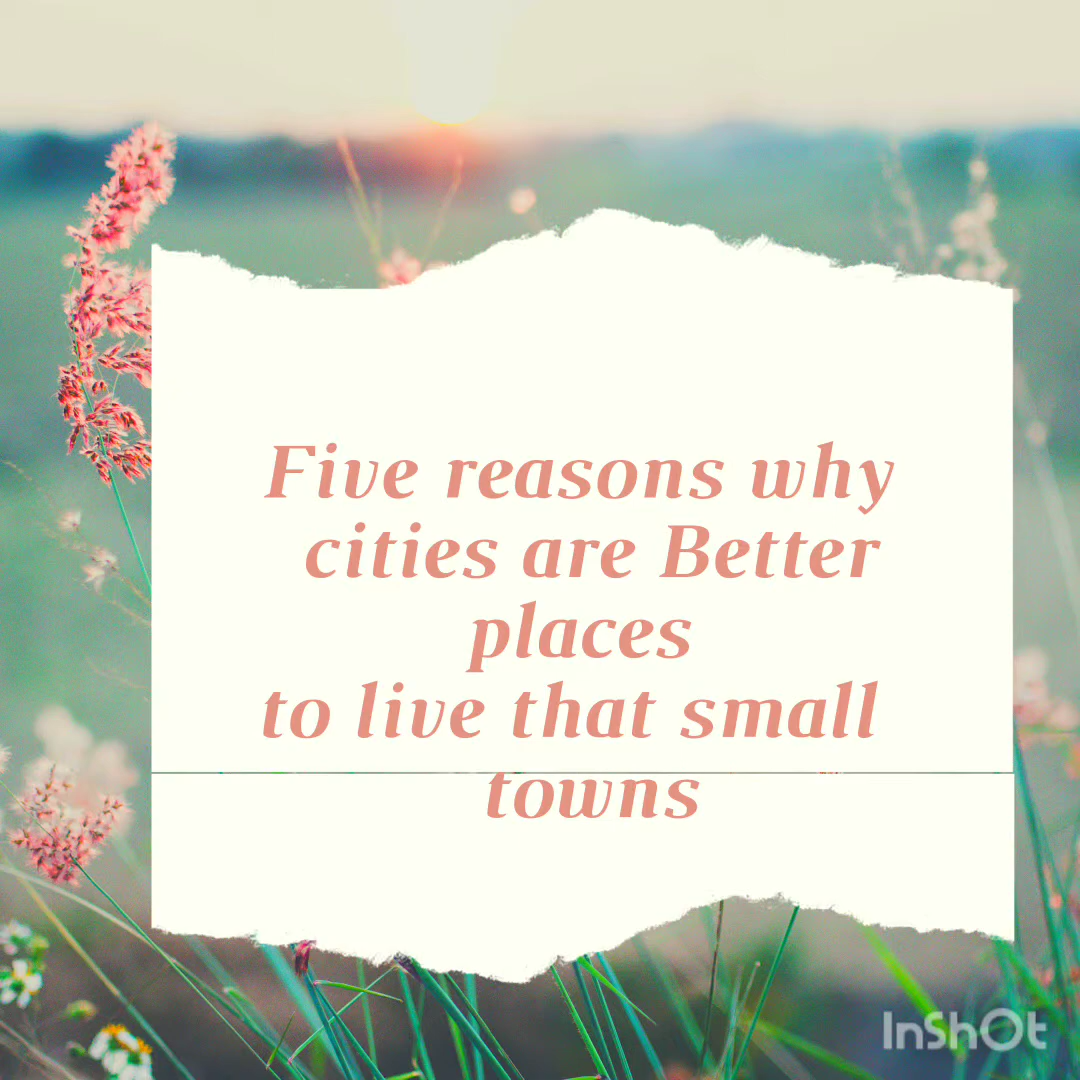 Five reasons why
cities are Better
places
to live that small
towns
InShOt